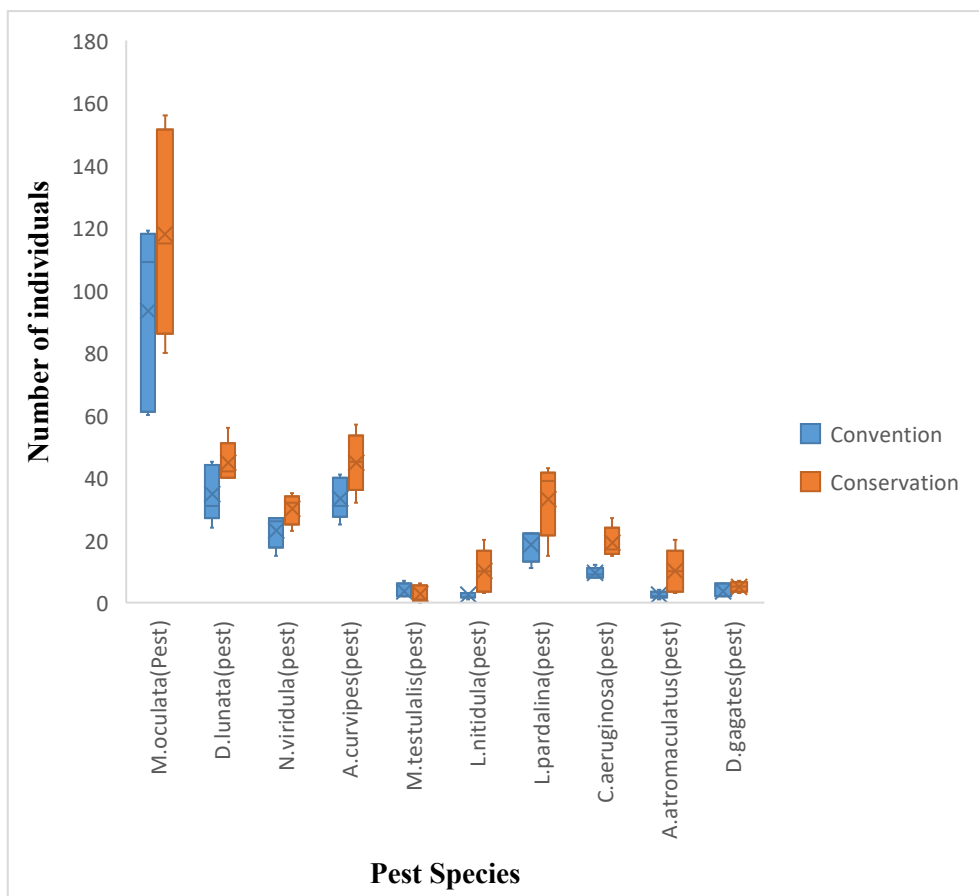 180
160
140
120
100
80
60
40
20
0
Number of individuals
M.oculata(Pest)
D.lunata(pest)
N.viridula(pest)
A.curvipes(pest)
M.testulalis(pest)
L.nitidula(pest)
L.pardalina(pest)
C.aeruginosa(pest)
A.atromaculatus(pest)
D.gagates(pest)
Pest Species
Convention
Conservation